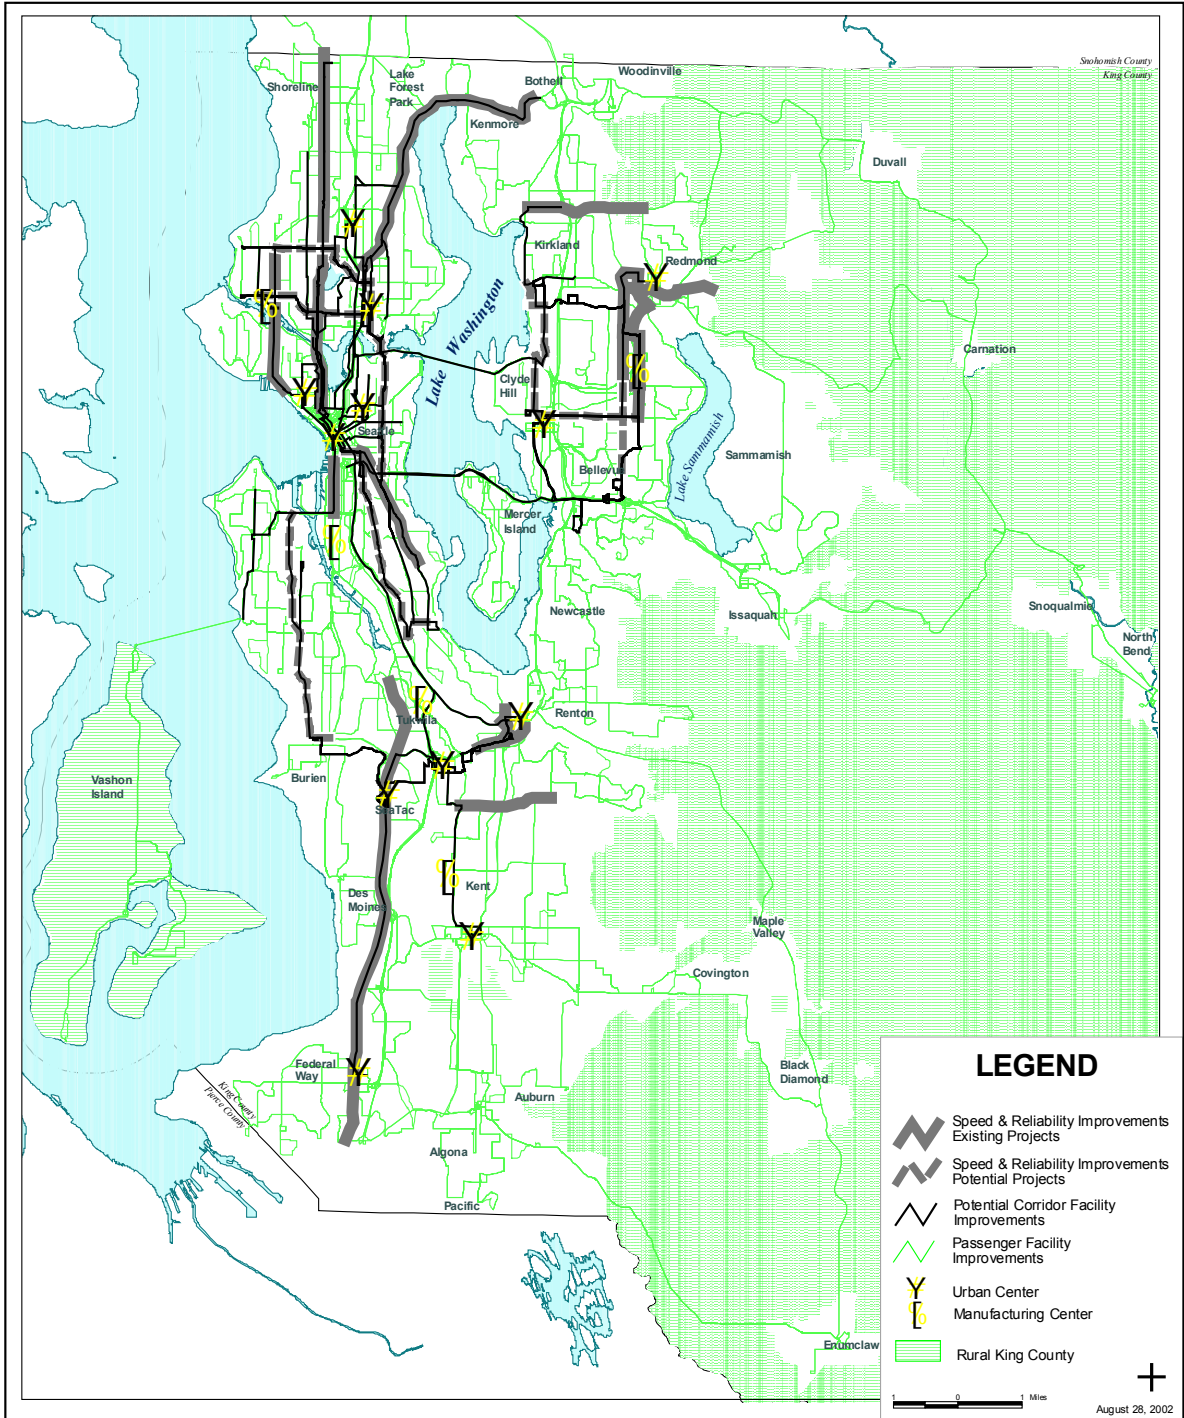 Snohomish County
King County
Woodinville
Bothell
Lake
Forest
Park
Shoreline
Kenmore
Duvall
Kirkland
Redmond
Lake Washington
Carnation
Clyde
Hill
Seattle
Bellevue
Lake Sammamish
Sammamish
Mercer
Island
Newcastle
Issaquah
Snoqualmie
North
Bend
Renton
Tukwila
Burien
Vashon
Island
SeaTac
Des
Moines
Kent
Maple
Valley
Covington
Federal
Way
Black
Diamond
King County
Pierce County
Auburn
Algona
Pacific
Enumclaw
LEGEND
Speed & Reliability Improvements
Existing Projects
Speed & Reliability Improvements
Potential Projects
Potential Corridor Facility
Improvements
Passenger Facility
Improvements
Urban Center
Manufacturing Center
Rural King County
1 0 1 Miles
August 28, 2002